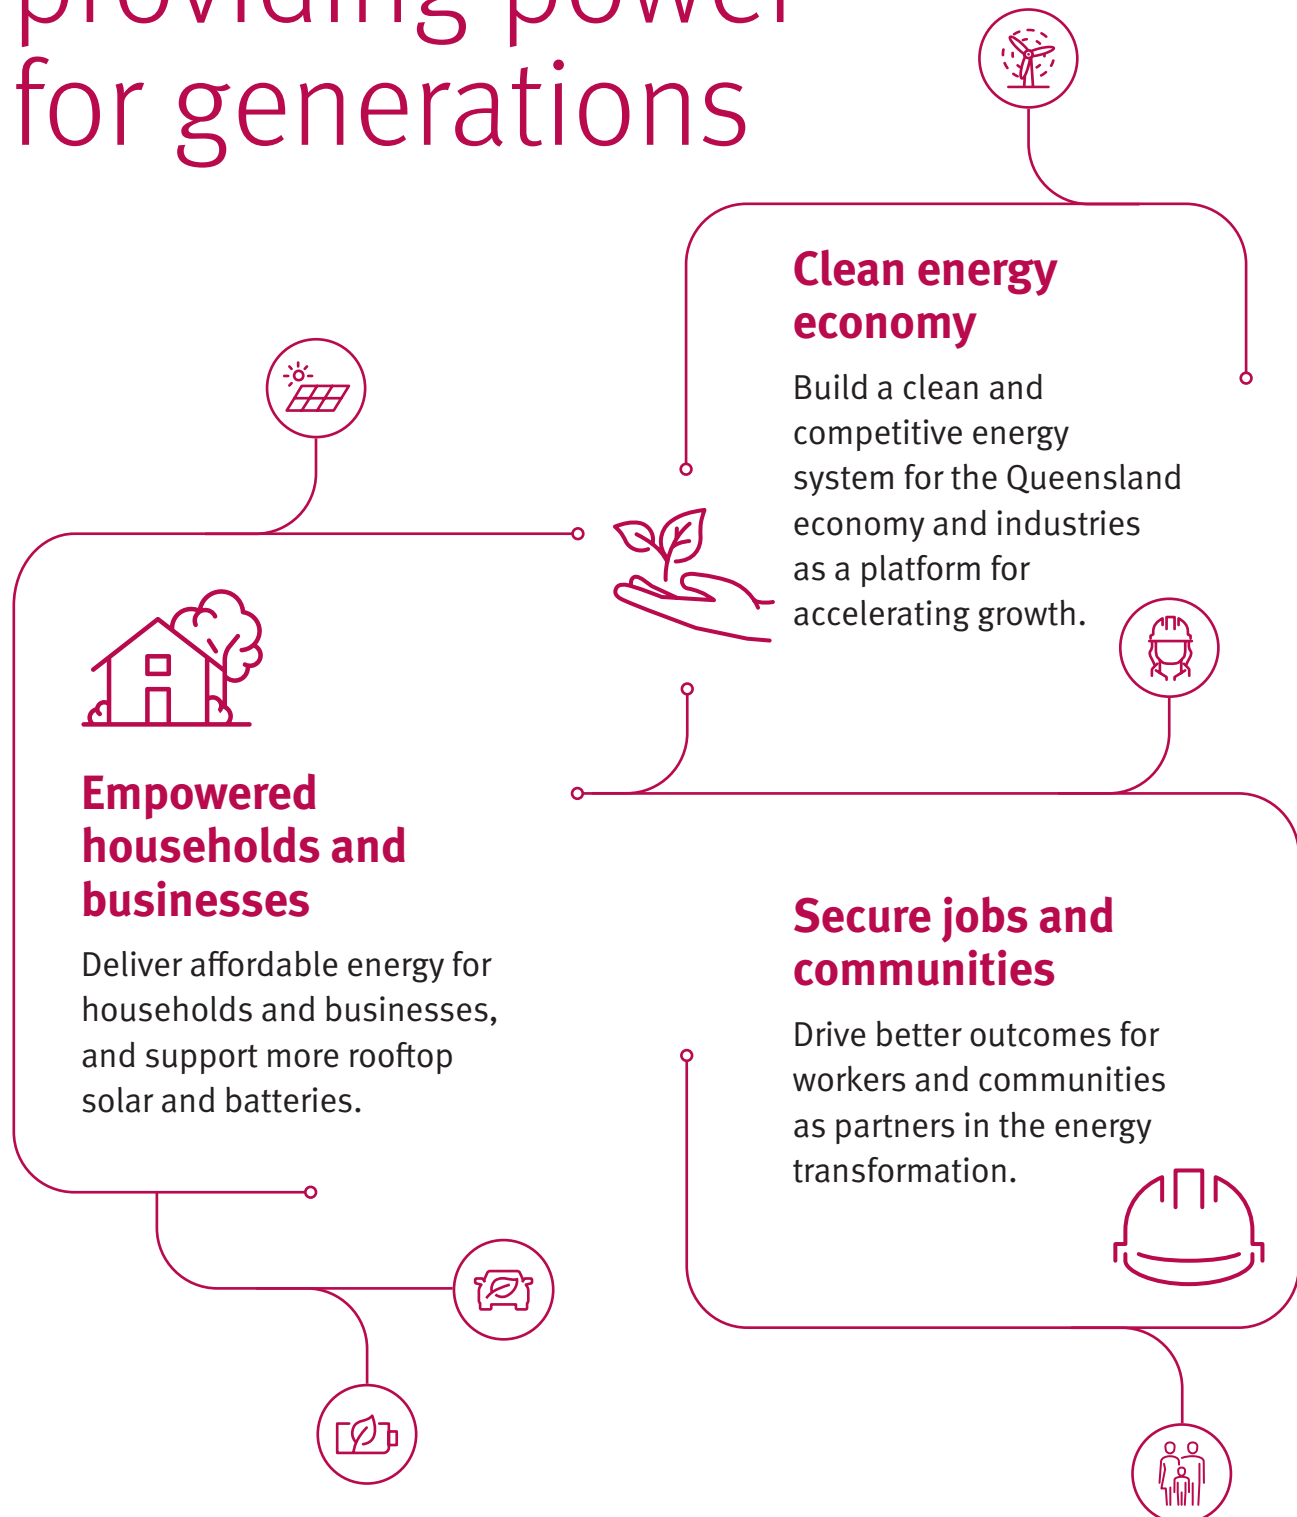 providing power
for generations
Clean energy
economy
Build a clean and
competitive energy
system for the Queensland
economy and industries
as a platform for
accelerating growth.
Empowered
households and
businesses
Deliver affordable energy for
households and businesses,
and support more rooftop
solar and batteries.
Secure jobs and
communities
Drive better outcomes for
workers and communities
as partners in the energy
transformation.